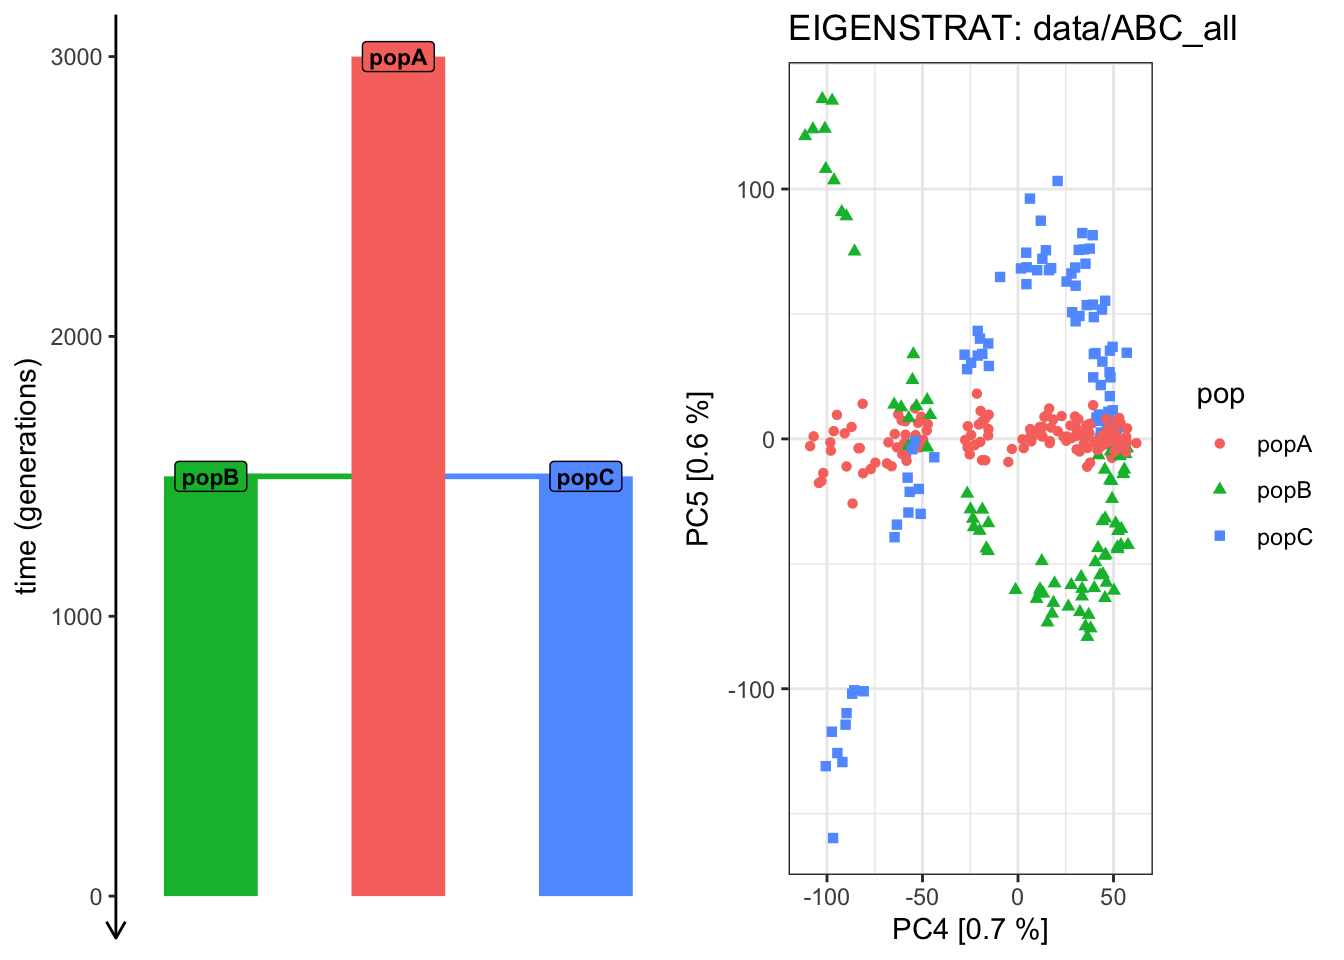 time (generations)
3000
2000
1000
0
popA
popB
popC
EIGENSTRAT: data/ABC_all
PC5 [0.6 %]
100
0
-100
-100
-50
0
50
PC4 [0.7 %]
pop
popA
popB
popC